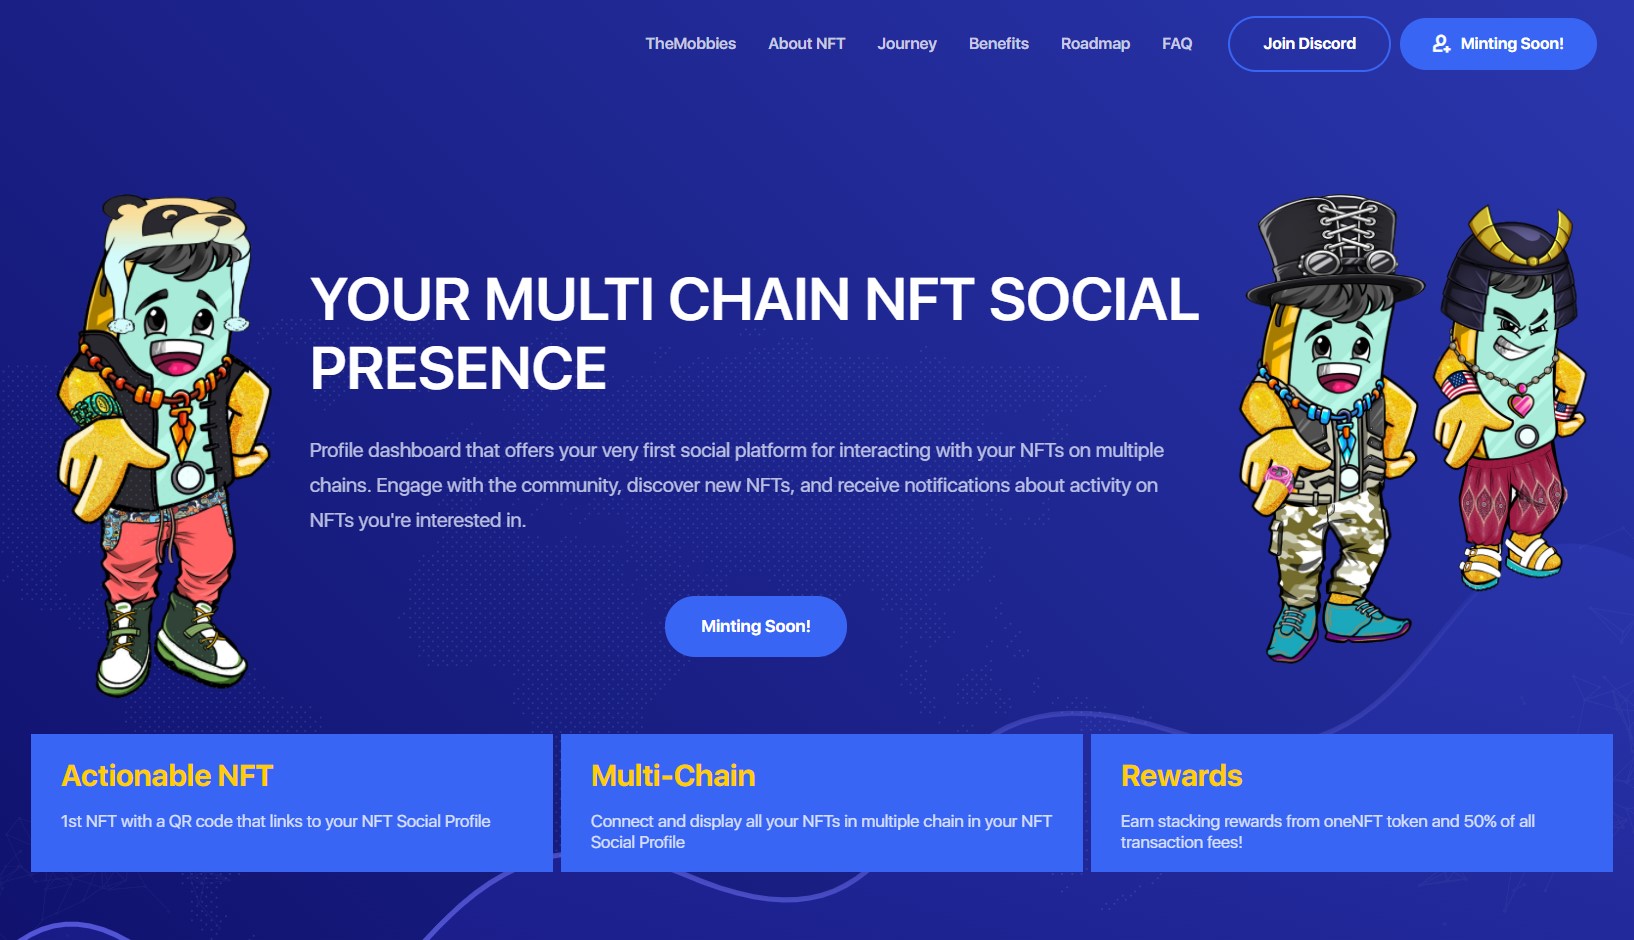 TheMobbies About NFT Journey Benefits Roadmap FAQ Join Discord Minting Soon!
YOUR MULTI CHAIN NFT SOCIAL
PRESENCE
Profile dashboard that offers your very first social platform for interacting with your NFTs on multiple
chains. Engage with the community, discover new NFTs, and receive notifications about activity on
NFTs you're interested in.
Minting Soon!
Actionable NFT
1st NFT with a QR code that links to your NFT Social Profile
Multi-Chain
Connect and display all your NFTs in multiple chain in your NFT
Social Profile
Rewards
Earn stacking rewards from oneNFT token and 50% of all
transaction fees!